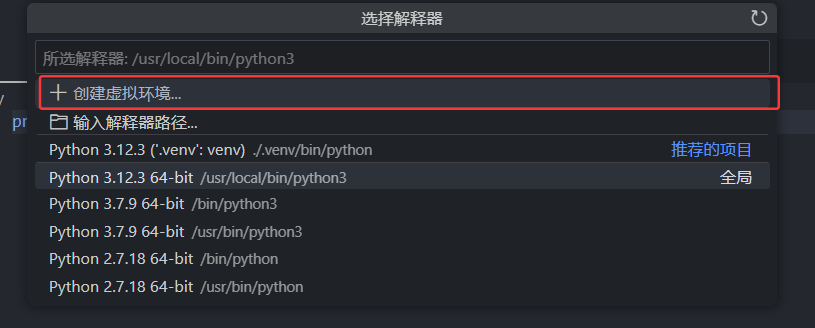 选择解释器
所选解释器: /usr/local/bin/python3
创建虚拟环境...
pr
输入解释器路径...
Python 3.12.3 ('.venv': venv) ./.venv/bin/python 推荐的项目
Python 3.12.3 64-bit /usr/local/bin/python3 全局
Python 3.7.9 64-bit /bin/python3
Python 3.7.9 64-bit /usr/bin/python3
Python 2.7.18 64-bit /bin/python
Python 2.7.18 64-bit /usr/bin/python